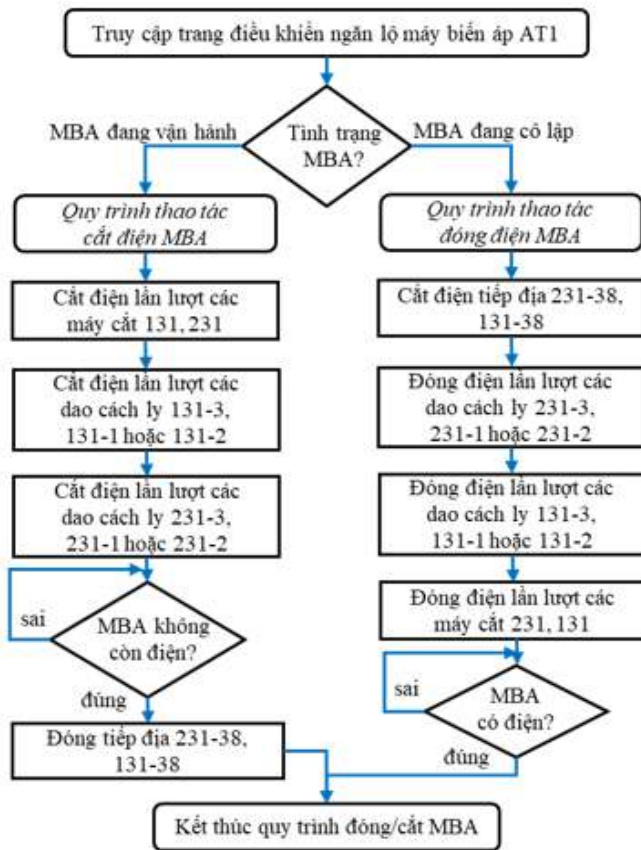 Truy cập trang điều khiển ngăn lộ máy biến áp AT1
MBA đang vận hành
Tình trạng
MBA?
MBA đang cô lập
Quy trình thao tác
cắt điện MBA
Cắt điện lần lượt các
máy cắt 131, 231
Cắt điện lần lượt các
dao cách ly 131-3,
131-1 hoặc 131-2
Cắt điện lần lượt các
dao cách ly 231-3,
231-1 hoặc 231-2
sai
MBA không
còn điện?
đúng
Đóng tiếp địa 231-38,
131-38
Quy trình thao tác
đóng điện MBA
Cắt điện tiếp địa 231-38,
131-38
Đóng điện lần lượt các
dao cách ly 231-3,
231-1 hoặc 231-2
Đóng điện lần lượt các
dao cách ly 131-3,
131-1 hoặc 131-2
Đóng điện lần lượt các
máy cắt 231, 131
sai
MBA
có điện?
đúng
Kết thúc quy trình đóng/cắt MBA